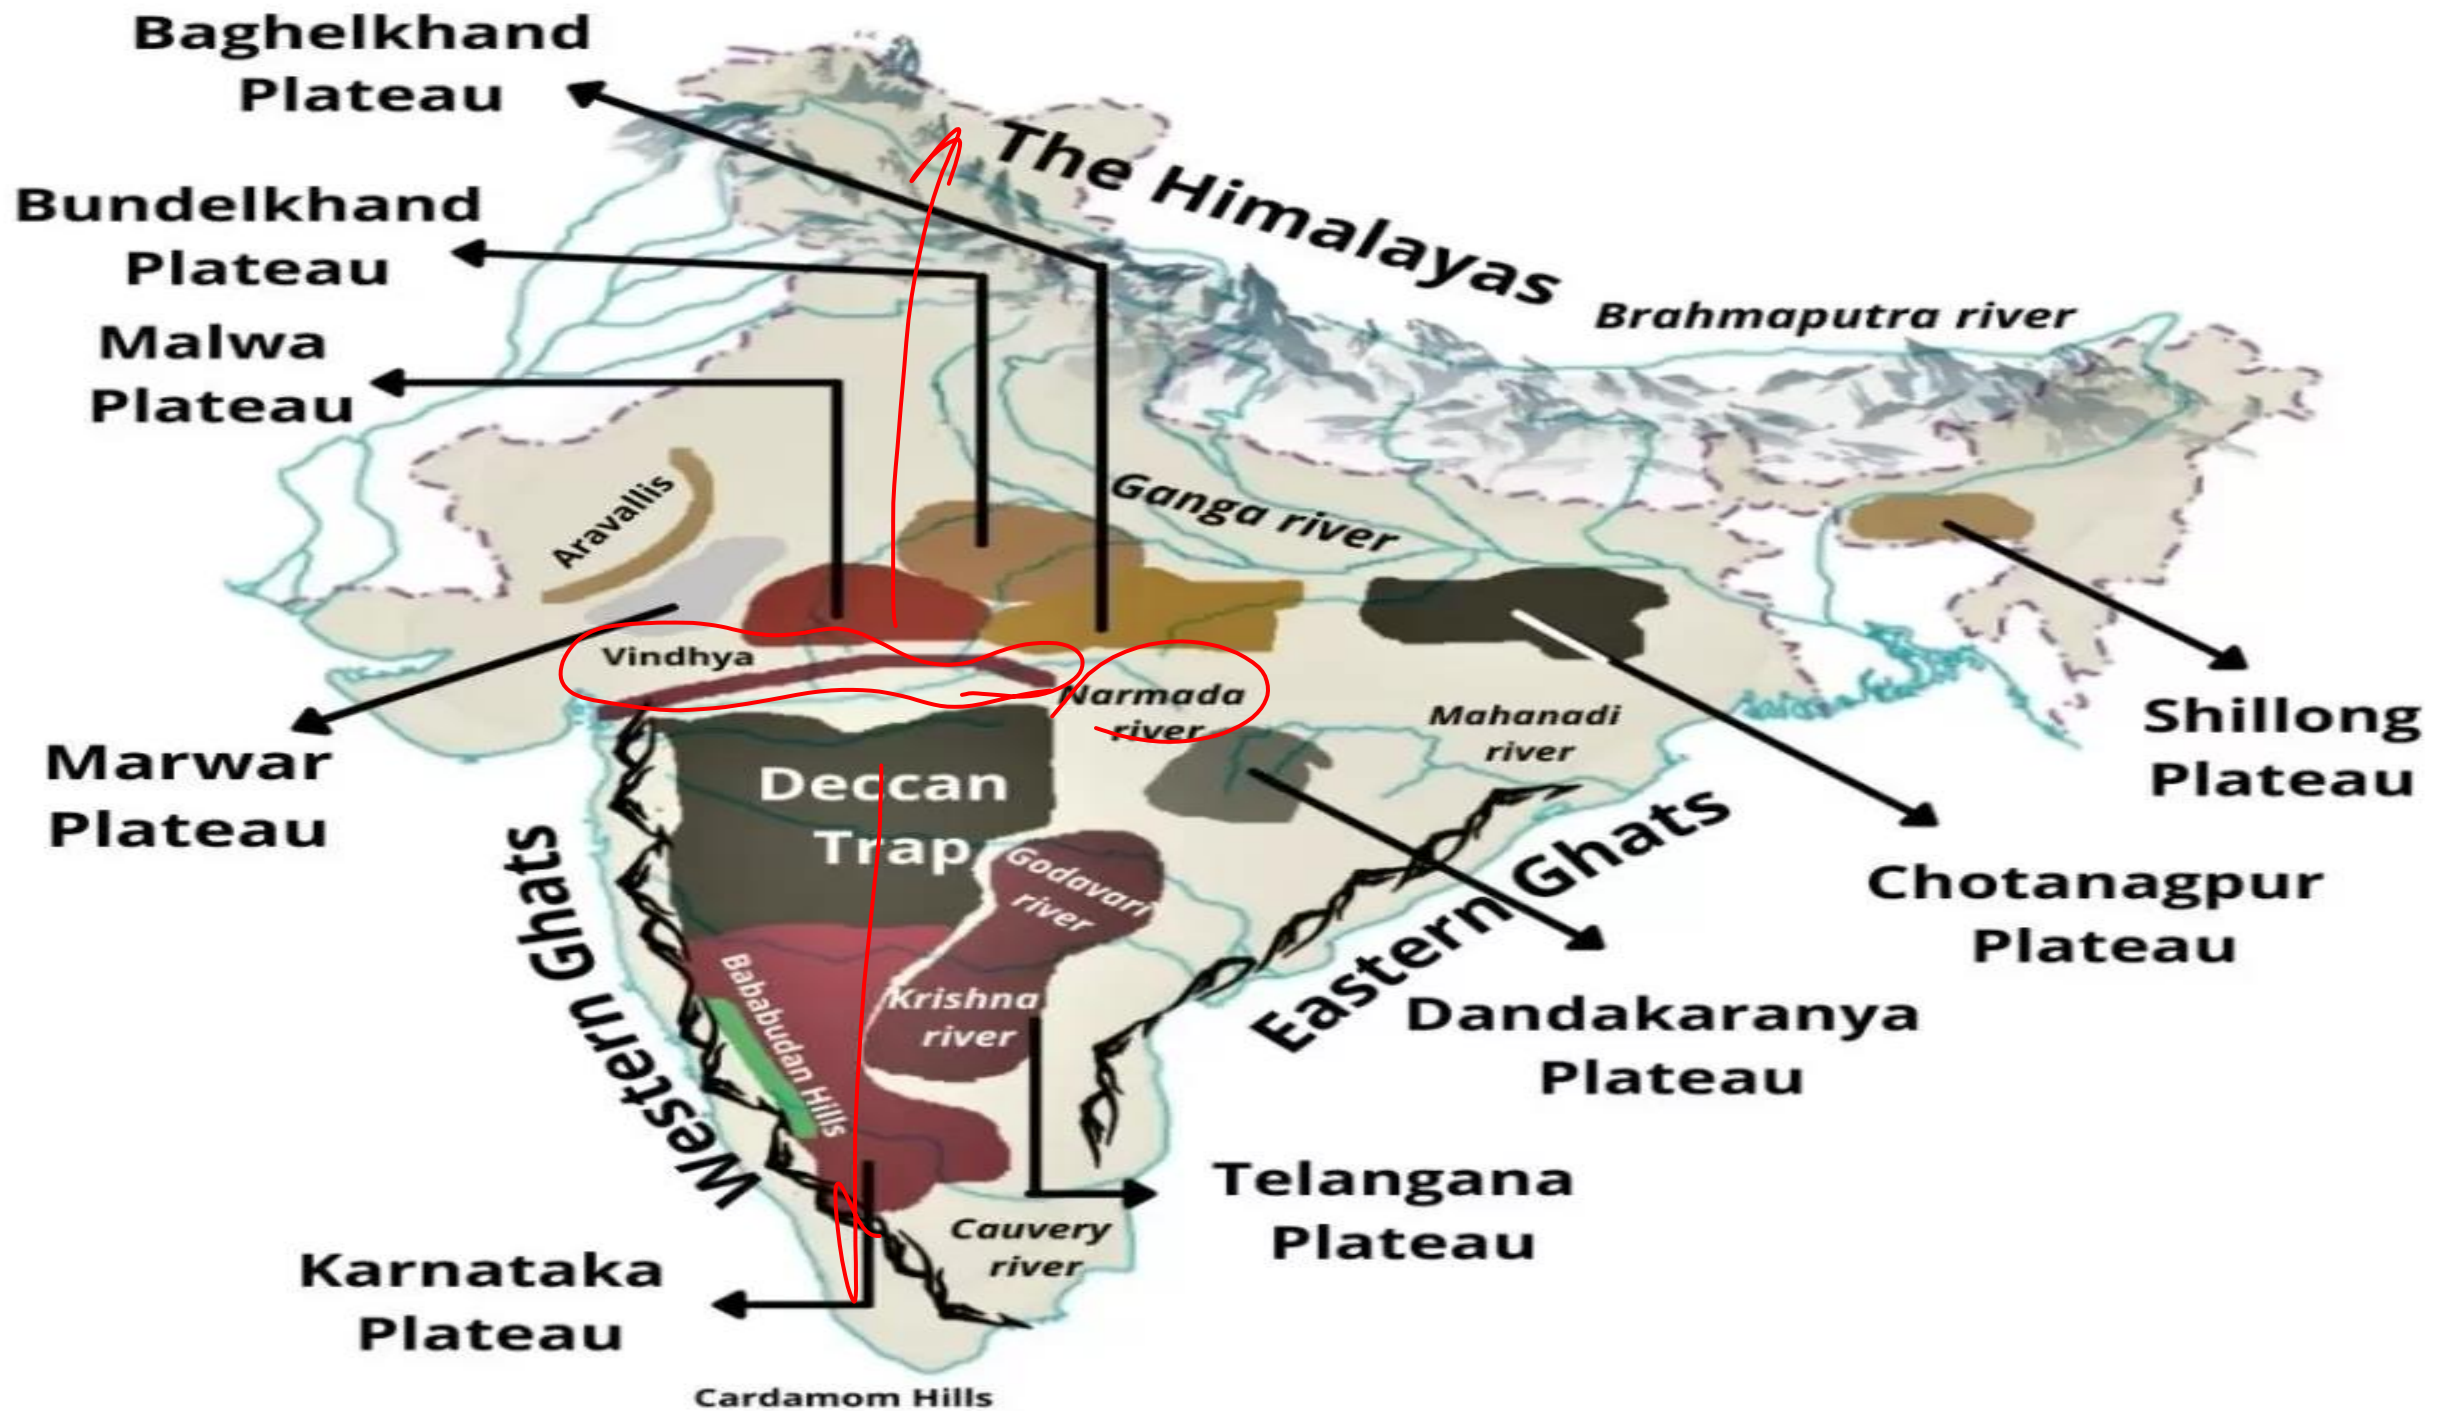 Baghelkhand
Plateau
Bundelkhand
Plateau
Malwa
Plateau
The Himalayas
Brahmaputra river
Aravallis
Ganga river
Vindhya
Narmada
river
Mahanadi
river
Marwar
Plateau
Shillong
Plateau
Deccan
Trap
Godavari
river
Western Ghats
Eastern Ghats
Chotanagpur
Plateau
Bababudan Hills
Krishna
river
Dandakaranya
Plateau
Telangana
Plateau
Cauvery
river
Karnataka
Plateau
Cardamom Hills